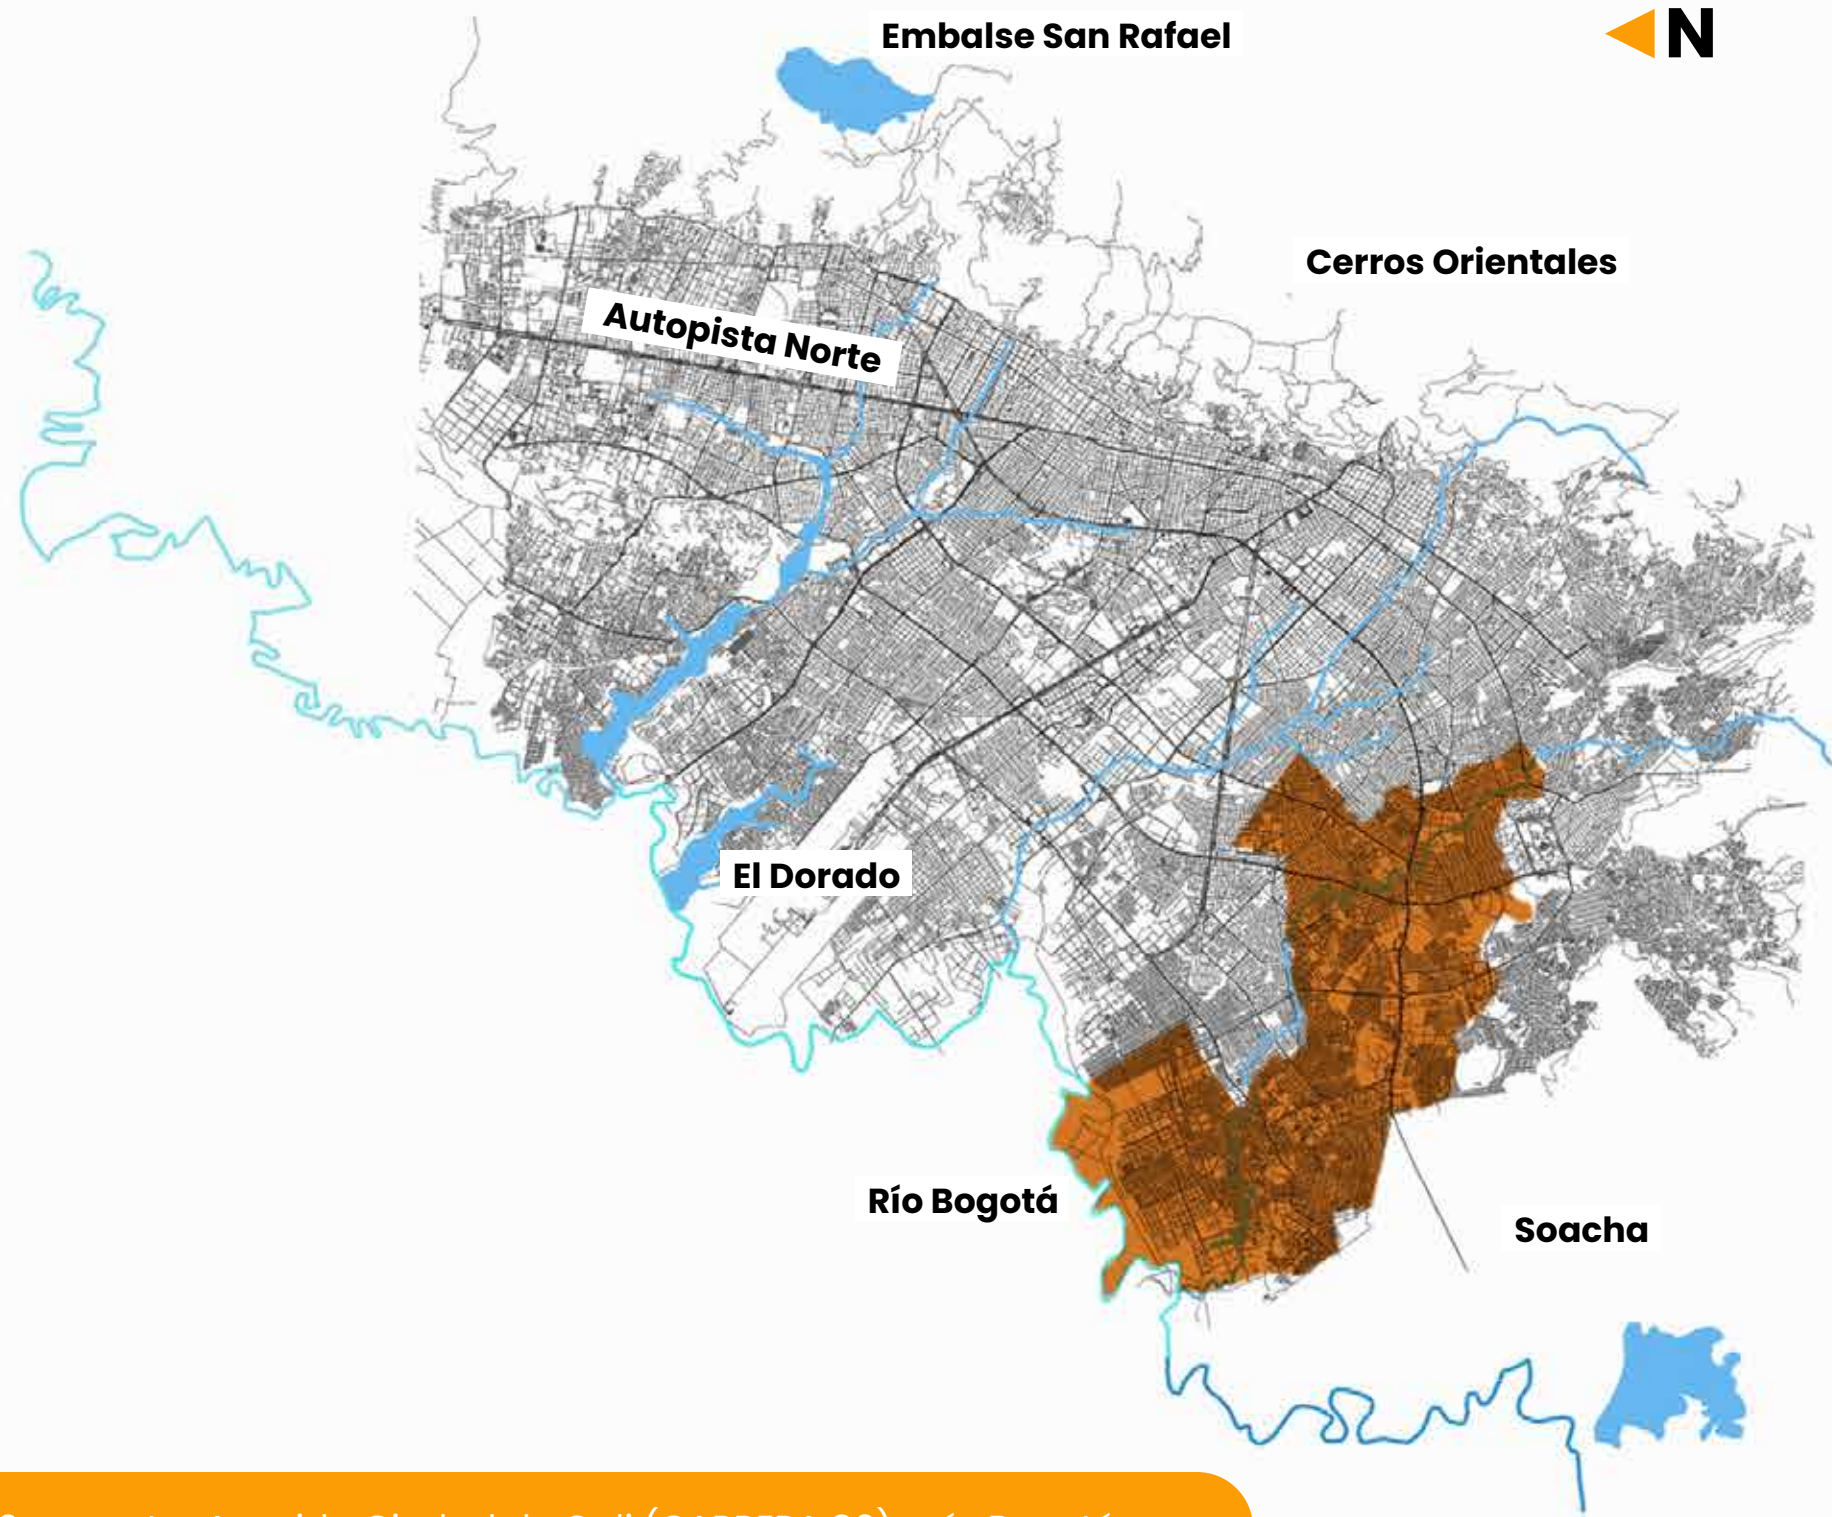 Embalse San Rafael
N
Cerros Orientales
Autopista Norte
El Dorado
Río Bogotá
Soacha